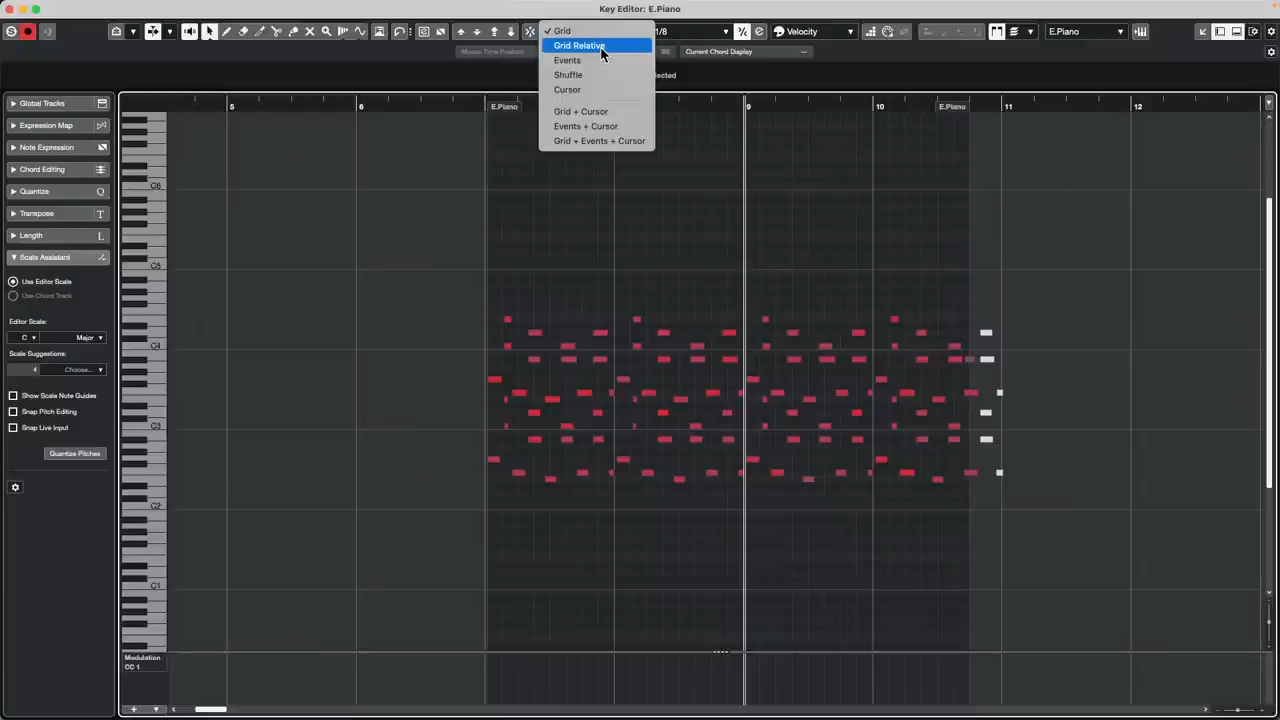 Key Editor: E.Piano
Grid
1/8
Velocity
E.Piano
Grid Relative
Events
Shuffle
Cursor
Grid + Cursor
Events + Cursor
Grid + Events + Cursor
Mouse Time Position
Current Chord Display
Global Tracks
Expression Map
Note Expression
Chord Editing
Quantize
Q
Transpose
T
Length
L
Scale Assistant
Use Editor Scale
Use Chord Track
Editor Scale:
C
Major
Scale Suggestions:
4
Choose...
Show Scale Note Guides
Snap Pitch Editing
Snap Live Input
Quantize Pitches
5
6
E.Piano
9
10
E.Piano
11
12
C6
C5
C4
C3
C2
C1
Modulation
CC 1